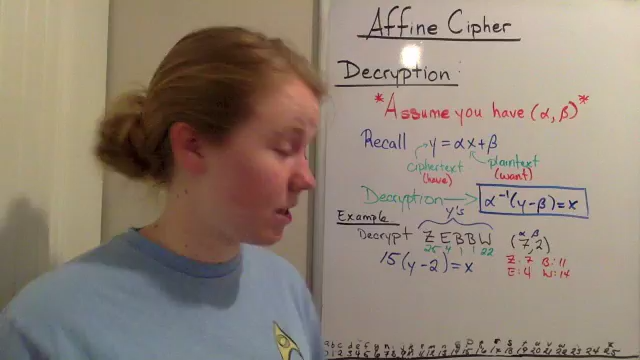 Affine Cipher
Decryption:
*Assume you have (α, β)*
Recall y = αx+β
ciphertext plaintext
(have) (want)
Decryption → α⁻¹(y-β)=x
Example y's
Decrypt ZEBBW (7,2)
α β
25 4 1 1 22
15(y-2)=x
Z:7 B:11
E:4 W:14